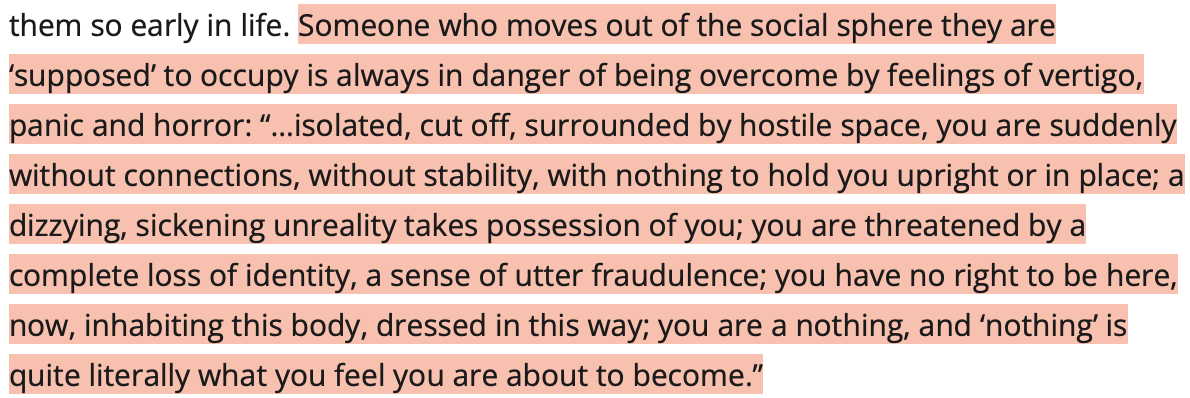 them so early in life. Someone who moves out of the social sphere they are
‘supposed’ to occupy is always in danger of being overcome by feelings of vertigo,
panic and horror: “…isolated, cut off, surrounded by hostile space, you are suddenly
without connections, without stability, with nothing to hold you upright or in place; a
dizzying, sickening unreality takes possession of you; you are threatened by a
complete loss of identity, a sense of utter fraudulence; you have no right to be here,
now, inhabiting this body, dressed in this way; you are a nothing, and ‘nothing’ is
quite literally what you feel you are about to become.”